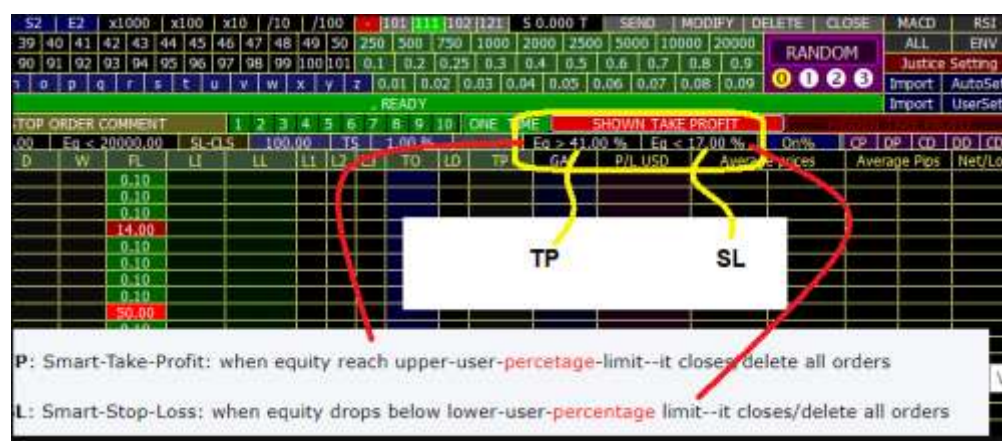 S2 E2 x1000 x100 x10 /10 /100 - 101 111 102 121 S 0.000 T SEND MODIFY DELETE CLOSE MACD RSI
39 40 41 42 43 44 45 46 47 48 49 50 250 500 750 1000 2000 2500 5000 10000 20000 RANDOM ALL ENV
90 91 92 93 94 95 96 97 98 99 100 101 0.1 0.2 0.25 0.3 0.4 0.5 0.6 0.7 0.8 0.9 Justice Setting
n o p q r s t u v w x y z 0.01 0.02 0.03 0.04 0.05 0.06 0.07 0.08 0.09 0 1 2 3 Import AutoSe
READY Import UserSet
STOP ORDER COMMENT 1 2 3 4 5 6 7 8 9 10 ONE ME SHOWN TAKE PROFIT
.00 Eq < 20000.00 SL-CLS 100.00 TS 1.00 % Eq > 41.00 % Eq < 17.00 % On% CP DP CD DD CD
D W FL LI LL L1 L2 TO LO TP GA P/L USD Average prices Average Pips Net/Lo
0.10
0.10
0.10
14.00
0.10
0.10
0.10
0.10
50.00
TP SL
P: Smart-Take-Profit: when equity reach upper-user-percetage-limit--it closes/delete all orders
L: Smart-Stop-Loss: when equity drops below lower-user-percentage limit--it closes/delete all orders